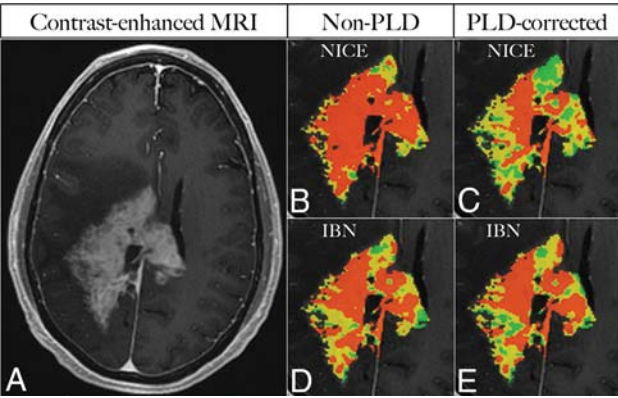 Contrast-enhanced MRI Non-PLD PLD-corrected
NICE NICE
A B C
IBN IBN
D E